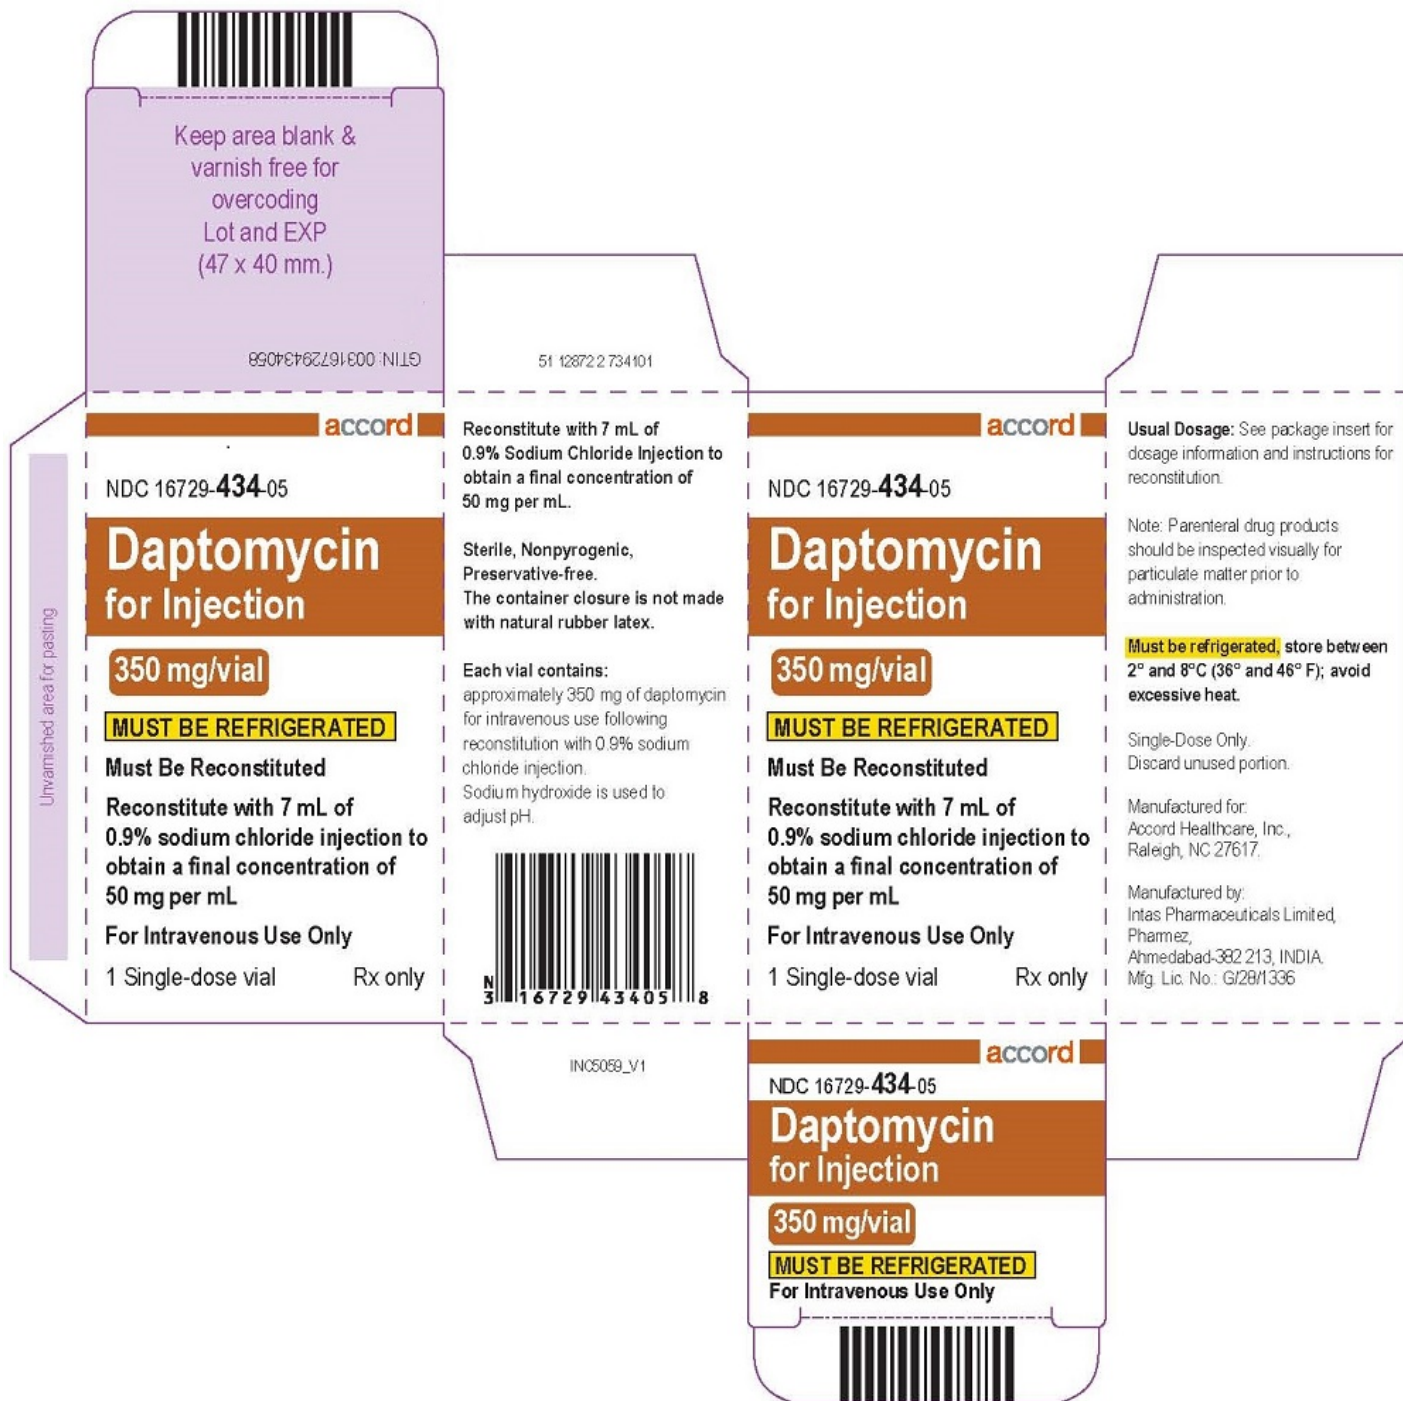 Keep area blank &
varnish free for
overcoding
Lot and EXP
(47 x 40 mm.)
GTIN: 00316729434058
Unvarnished area for pasting
accord
NDC 16729-434-05
Daptomycin
for Injection
350 mg/vial
MUST BE REFRIGERATED
Must Be Reconstituted
Reconstitute with 7 mL of
0.9% sodium chloride injection to
obtain a final concentration of
50 mg per mL
For Intravenous Use Only
1 Single-dose vial Rx only
51 12872 2 734101
Reconstitute with 7 mL of
0.9% Sodium Chloride Injection to
obtain a final concentration of
50 mg per mL.
Sterile, Nonpyrogenic,
Preservative-free.
The container closure is not made
with natural rubber latex.
Each vial contains:
approximately 350 mg of daptomycin
for intravenous use following
reconstitution with 0.9% sodium
chloride injection.
Sodium hydroxide is used to
adjust pH.
N
3 16729 43405 8
INC5059_V1
accord
NDC 16729-434-05
Daptomycin
for Injection
350 mg/vial
MUST BE REFRIGERATED
Must Be Reconstituted
Reconstitute with 7 mL of
0.9% sodium chloride injection to
obtain a final concentration of
50 mg per mL
For Intravenous Use Only
1 Single-dose vial Rx only
accord
NDC 16729-434-05
Daptomycin
for Injection
350 mg/vial
MUST BE REFRIGERATED
For Intravenous Use Only
Usual Dosage: See package insert for
dosage information and instructions for
reconstitution.
Note: Parenteral drug products
should be inspected visually for
particulate matter prior to
administration.
Must be refrigerated, store between
2° and 8°C (36° and 46° F); avoid
excessive heat.
Single-Dose Only.
Discard unused portion.
Manufactured for:
Accord Healthcare, Inc.,
Raleigh, NC 27617.
Manufactured by:
Intas Pharmaceuticals Limited,
Pharmez,
Ahmedabad-382 213, INDIA.
Mfg. Lic. No.: G/28/1336